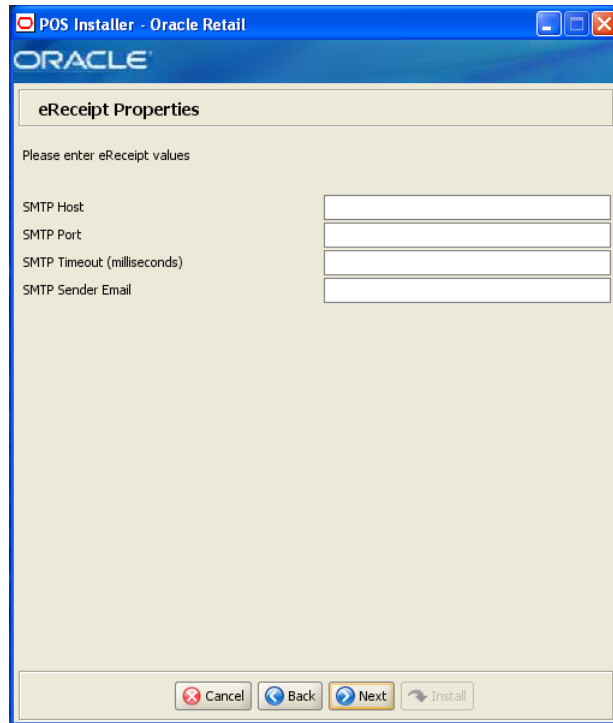 POS Installer - Oracle Retail
ORACLE
eReceipt Properties
Please enter eReceipt values
SMTP Host
SMTP Port
SMTP Timeout (milliseconds)
SMTP Sender Email
Cancel Back Next Install